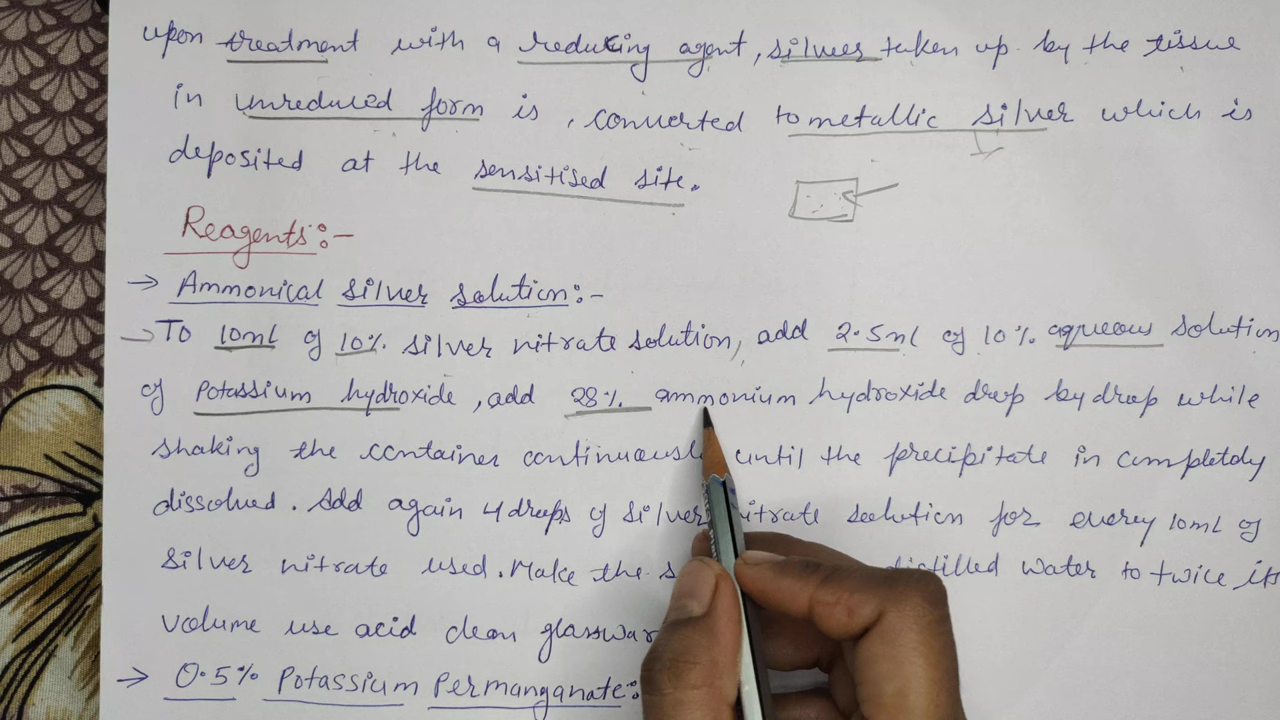 upon treatment with a reducing agent, silver taken up by the tissue
in unreduced form is, converted to metallic silver which is
deposited at the sensitised site.
Reagents:-
→ Ammonical silver solution:-
→ To 10ml of 10% silver nitrate solution, add 2.5ml of 10% aqueous solution
of Potassium hydroxide, add 28% ammonium hydroxide drop by drop while
shaking the container continuously until the precipitate in completely
dissolved. Add again 4 drops of silver nitrate solution for every 10ml of
silver nitrate used. Make the distilled water to twice its
volume use acid clean
→ 0.5% Potassium Permanganate: